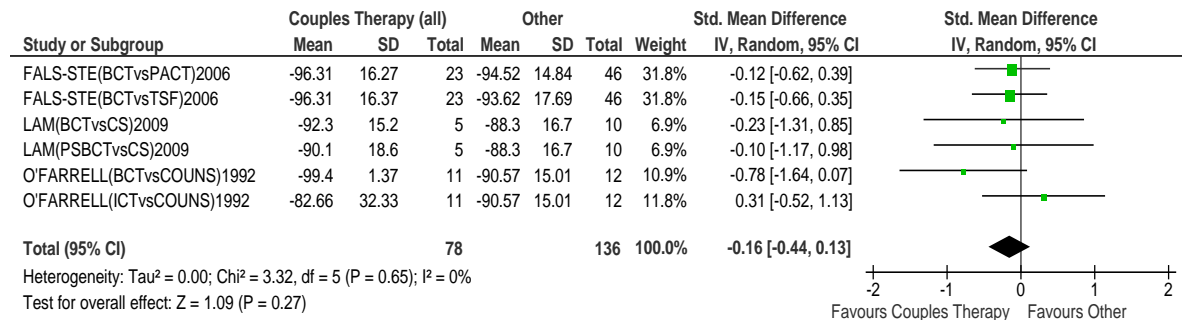 Couples Therapy (all) Other Std. Mean Difference Std. Mean Difference
Study or Subgroup Mean SD Total Mean SD Total Weight IV, Random, 95% CI IV, Random, 95% CI
FALS-STE(BCTvsPACT)2006 -96.31 16.27 23 -94.52 14.84 46 31.8% -0.12 [-0.62, 0.39]
FALS-STE(BCTvsTSF)2006 -96.31 16.37 23 -93.62 17.69 46 31.8% -0.15 [-0.66, 0.35]
LAM(BCTvsCS)2009 -92.3 15.2 5 -88.3 16.7 10 6.9% -0.23 [-1.31, 0.85]
LAM(PSBCTvsCS)2009 -90.1 18.6 5 -88.3 16.7 10 6.9% -0.10 [-1.17, 0.98]
O'FARRELL(BCTvsCOUNS)1992 -99.4 1.37 11 -90.57 15.01 12 10.9% -0.78 [-1.64, 0.07]
O'FARRELL(ICTvsCOUNS)1992 -82.66 32.33 11 -90.57 15.01 12 11.8% 0.31 [-0.52, 1.13]
Total (95% CI) 78 136 100.0% -0.16 [-0.44, 0.13]
Heterogeneity: Tau² = 0.00; Chi² = 3.32, df = 5 (P = 0.65); I² = 0%
Test for overall effect: Z = 1.09 (P = 0.27)
-2 -1 0 1 2
Favours Couples Therapy Favours Other